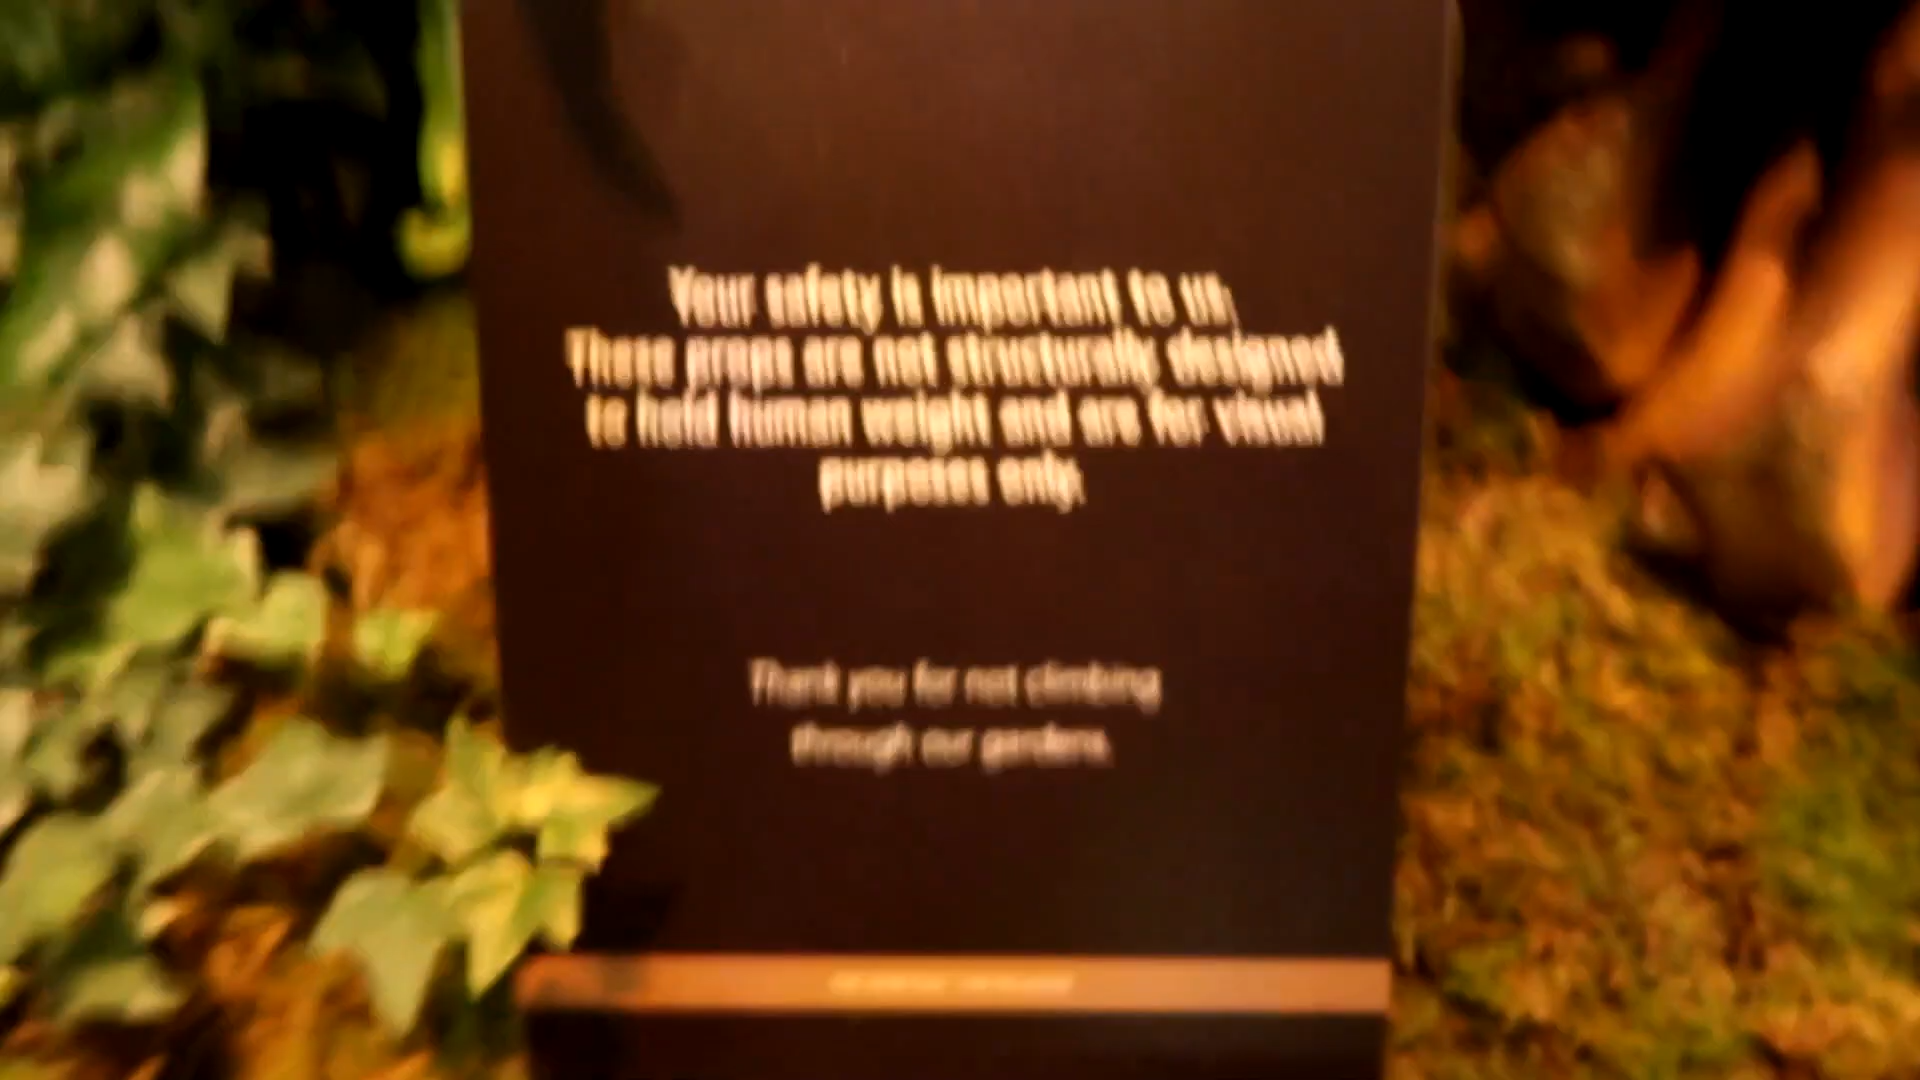 Your safety is important to us,
These props are not structurally designed
to hold human weight and are for visual
purposes only.
Thank you for not climbing
through our gardens.